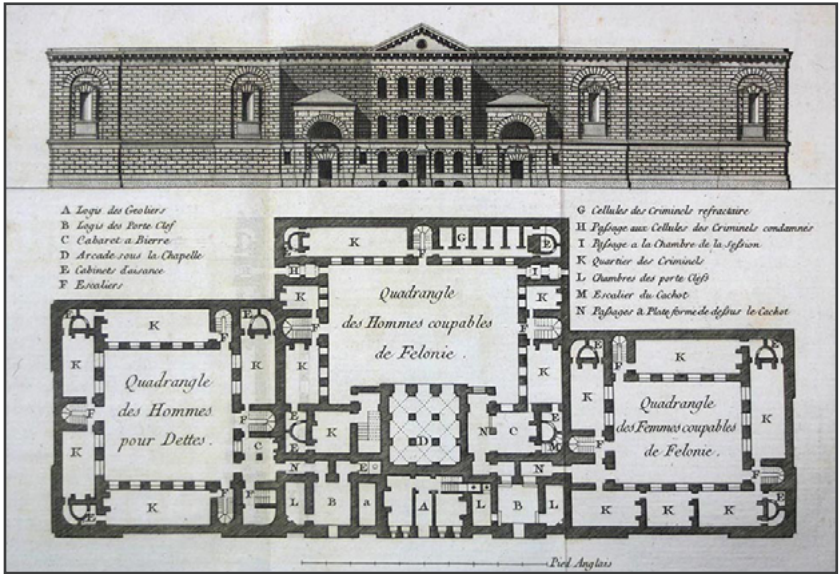 A Logis des Geoliers
B Logis des Porte Clef
C Cabaret a Bierre
D Arcade sous la Chapelle
E Cabinets d'aisance
F Escaliers
G Cellules des Criminels refractaire
H Passage aux Cellules des Criminels condamnés
I Passage a la Chambre de la Session
K Quartier des Criminels
L Chambres des porte Clefs
M Escalier du Cachot
N Passages à Plate forme de dessus le Cachot
E K F G E
H I
K K
F F
K K
Quadrangle
des Hommes coupables
de Felonie.
E K F
K K
Quadrangle
des Hommes
pour Dettes.
F F
K C
F
K E
E K D N C E
M
E K
F K
K
Quadrangle
des Femmes coupables
de Felonie.
F F
K K K E
N E N
L B a A L B L
Pied Anglais